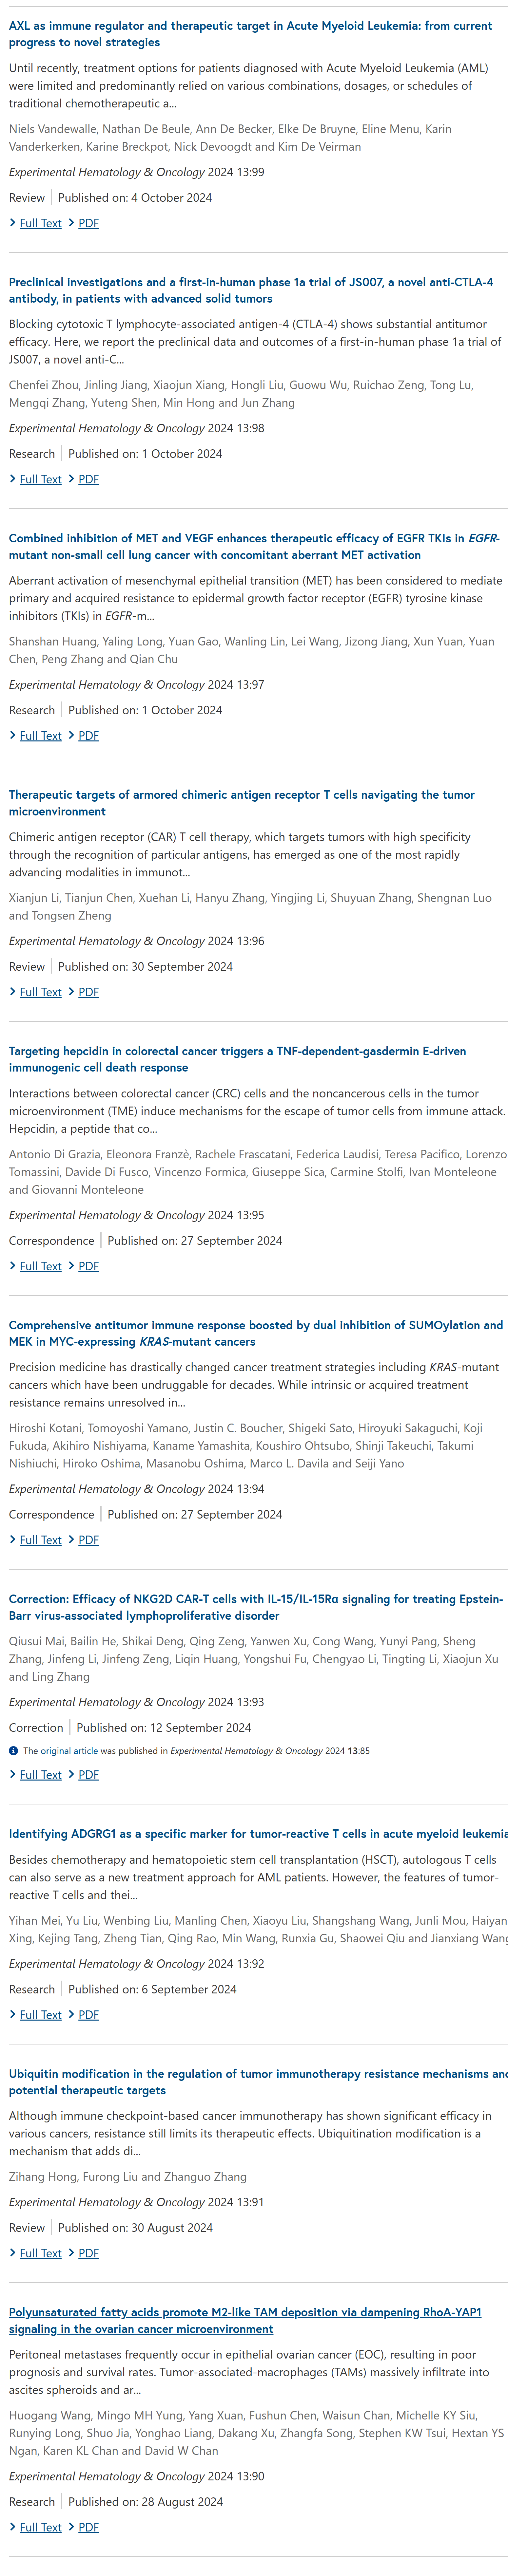 AXL as immune regulator and therapeutic target in Acute Myeloid Leukemia: from current
progress to novel strategies
Until recently, treatment options for patients diagnosed with Acute Myeloid Leukemia (AML)
were limited and predominantly relied on various combinations, dosages, or schedules of
traditional chemotherapeutic a...
Niels Vandewalle, Nathan De Beule, Ann De Becker, Elke De Bruyne, Eline Menu, Karin
Vanderkerken, Karine Breckpot, Nick Devoogdt and Kim De Veirman
Experimental Hematology & Oncology 2024 13:99
Review | Published on: 4 October 2024
Full Text PDF
Preclinical investigations and a first-in-human phase 1a trial of JS007, a novel anti-CTLA-4
antibody, in patients with advanced solid tumors
Blocking cytotoxic T lymphocyte-associated antigen-4 (CTLA-4) shows substantial antitumor
efficacy. Here, we report the preclinical data and outcomes of a first-in-human phase 1a trial of
JS007, a novel anti-C...
Chenfei Zhou, Jinling Jiang, Xiaojun Xiang, Hongli Liu, Guowu Wu, Ruichao Zeng, Tong Lu,
Mengqi Zhang, Yuteng Shen, Min Hong and Jun Zhang
Experimental Hematology & Oncology 2024 13:98
Research | Published on: 1 October 2024
Full Text PDF
Combined inhibition of MET and VEGF enhances therapeutic efficacy of EGFR TKIs in EGFR-
mutant non-small cell lung cancer with concomitant aberrant MET activation
Aberrant activation of mesenchymal epithelial transition (MET) has been considered to mediate
primary and acquired resistance to epidermal growth factor receptor (EGFR) tyrosine kinase
inhibitors (TKIs) in EGFR-m...
Shanshan Huang, Yaling Long, Yuan Gao, Wanling Lin, Lei Wang, Jizong Jiang, Xun Yuan, Yuan
Chen, Peng Zhang and Qian Chu
Experimental Hematology & Oncology 2024 13:97
Research | Published on: 1 October 2024
Full Text PDF
Therapeutic targets of armored chimeric antigen receptor T cells navigating the tumor
microenvironment
Chimeric antigen receptor (CAR) T cell therapy, which targets tumors with high specificity
through the recognition of particular antigens, has emerged as one of the most rapidly
advancing modalities in immunot...
Xianjun Li, Tianjun Chen, Xuehan Li, Hanyu Zhang, Yingjing Li, Shuyuan Zhang, Shengnan Luo
and Tongsen Zheng
Experimental Hematology & Oncology 2024 13:96
Review | Published on: 30 September 2024
Full Text PDF
Targeting hepcidin in colorectal cancer triggers a TNF-dependent-gasdermin E-driven
immunogenic cell death response
Interactions between colorectal cancer (CRC) cells and the noncancerous cells in the tumor
microenvironment (TME) induce mechanisms for the escape of tumor cells from immune attack.
Hepcidin, a peptide that co...
Antonio Di Grazia, Eleonora Franzè, Rachele Frascatani, Federica Laudisi, Teresa Pacifico, Lorenzo
Tomassini, Davide Di Fusco, Vincenzo Formica, Giuseppe Sica, Carmine Stolfi, Ivan Monteleone
and Giovanni Monteleone
Experimental Hematology & Oncology 2024 13:95
Correspondence | Published on: 27 September 2024
Full Text PDF
Comprehensive antitumor immune response boosted by dual inhibition of SUMOylation and
MEK in MYC-expressing KRAS-mutant cancers
Precision medicine has drastically changed cancer treatment strategies including KRAS-mutant
cancers which have been undruggable for decades. While intrinsic or acquired treatment
resistance remains unresolved in...
Hiroshi Kotani, Tomoyoshi Yamano, Justin C. Boucher, Shigeki Sato, Hiroyuki Sakaguchi, Koji
Fukuda, Akihiro Nishiyama, Kaname Yamashita, Koushiro Ohtsubo, Shinji Takeuchi, Takumi
Nishiuchi, Hiroko Oshima, Masanobu Oshima, Marco L. Davila and Seiji Yano
Experimental Hematology & Oncology 2024 13:94
Correspondence | Published on: 27 September 2024
Full Text PDF
Correction: Efficacy of NKG2D CAR-T cells with IL-15/IL-15Rα signaling for treating Epstein-
Barr virus-associated lymphoproliferative disorder
Qiusui Mai, Bailin He, Shikai Deng, Qing Zeng, Yanwen Xu, Cong Wang, Yunyi Pang, Sheng
Zhang, Jinfeng Li, Jinfeng Zeng, Liqin Huang, Yongshui Fu, Chengyao Li, Tingting Li, Xiaojun Xu
and Ling Zhang
Experimental Hematology & Oncology 2024 13:93
Correction | Published on: 12 September 2024
The original article was published in Experimental Hematology & Oncology 2024 13:85
Full Text PDF
Identifying ADGRG1 as a specific marker for tumor-reactive T cells in acute myeloid leukemia
Besides chemotherapy and hematopoietic stem cell transplantation (HSCT), autologous T cells
can also serve as a new treatment approach for AML patients. However, the features of tumor-
reactive T cells and thei...
Yihan Mei, Yu Liu, Wenbing Liu, Manling Chen, Xiaoyu Liu, Shangshang Wang, Junli Mou, Haiyan
Xing, Kejing Tang, Zheng Tian, Qing Rao, Min Wang, Runxia Gu, Shaowei Qiu and Jianxiang Wang
Experimental Hematology & Oncology 2024 13:92
Research | Published on: 6 September 2024
Full Text PDF
Ubiquitin modification in the regulation of tumor immunotherapy resistance mechanisms and
potential therapeutic targets
Although immune checkpoint-based cancer immunotherapy has shown significant efficacy in
various cancers, resistance still limits its therapeutic effects. Ubiquitination modification is a
mechanism that adds di...
Zihang Hong, Furong Liu and Zhanguo Zhang
Experimental Hematology & Oncology 2024 13:91
Review | Published on: 30 August 2024
Full Text PDF
Polyunsaturated fatty acids promote M2-like TAM deposition via dampening RhoA-YAP1
signaling in the ovarian cancer microenvironment
Peritoneal metastases frequently occur in epithelial ovarian cancer (EOC), resulting in poor
prognosis and survival rates. Tumor-associated-macrophages (TAMs) massively infiltrate into
ascites spheroids and ar...
Huogang Wang, Mingo MH Yung, Yang Xuan, Fushun Chen, Waisun Chan, Michelle KY Siu,
Runying Long, Shuo Jia, Yonghao Liang, Dakang Xu, Zhangfa Song, Stephen KW Tsui, Hextan YS
Ngan, Karen KL Chan and David W Chan
Experimental Hematology & Oncology 2024 13:90
Research | Published on: 28 August 2024
Full Text PDF